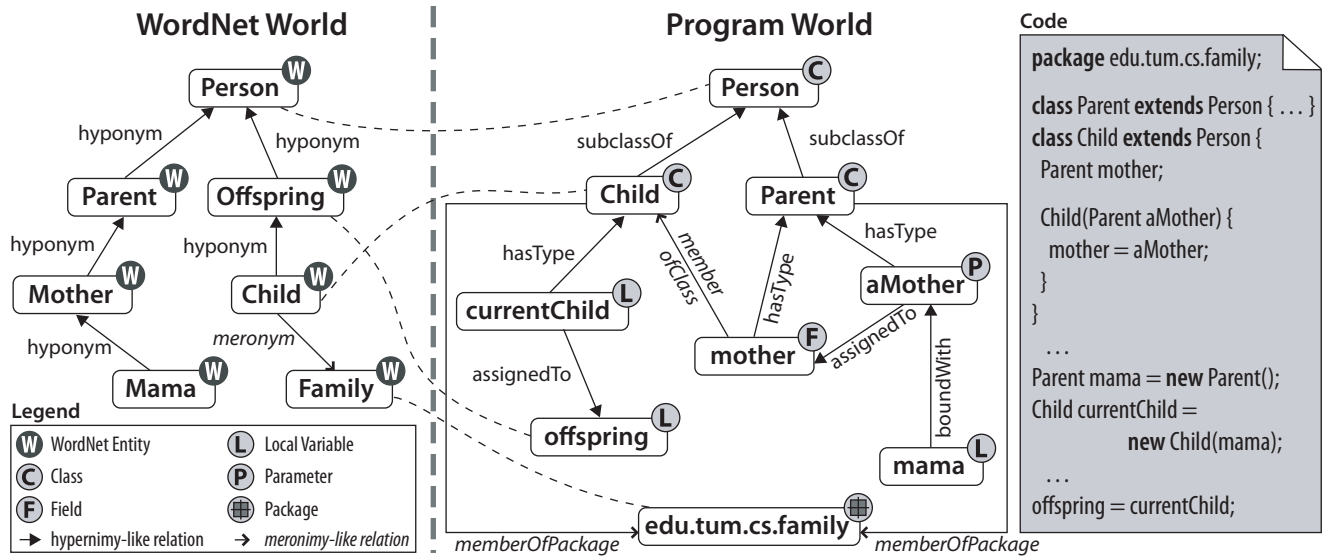 WordNet World
Person
W
hyponym
hyponym
Parent
W
Offspring
W
hyponym
hyponym
Mother
W
Child
W
hyponym
meronym
Mama
W
Family
W
Legend
W WordNet Entity
L Local Variable
C Class
P Parameter
F Field
Package
hypernimy-like relation
meronimy-like relation
Program World
Person
C
subclassOf
subclassOf
Child
C
Parent
C
hasType
member
ofClass
hasType
hasType
aMother
P
currentChild
L
mother
F
assignedTo
assignedTo
boundWith
offspring
L
mama
L
edu.tum.cs.family
memberOfPackage
memberOfPackage
Code
package edu.tum.cs.family;
class Parent extends Person { ... }
class Child extends Person {
Parent mother;
Child(Parent aMother) {
mother = aMother;
}
}
...
Parent mama = new Parent();
Child currentChild =
new Child(mama);
...
offspring = currentChild;